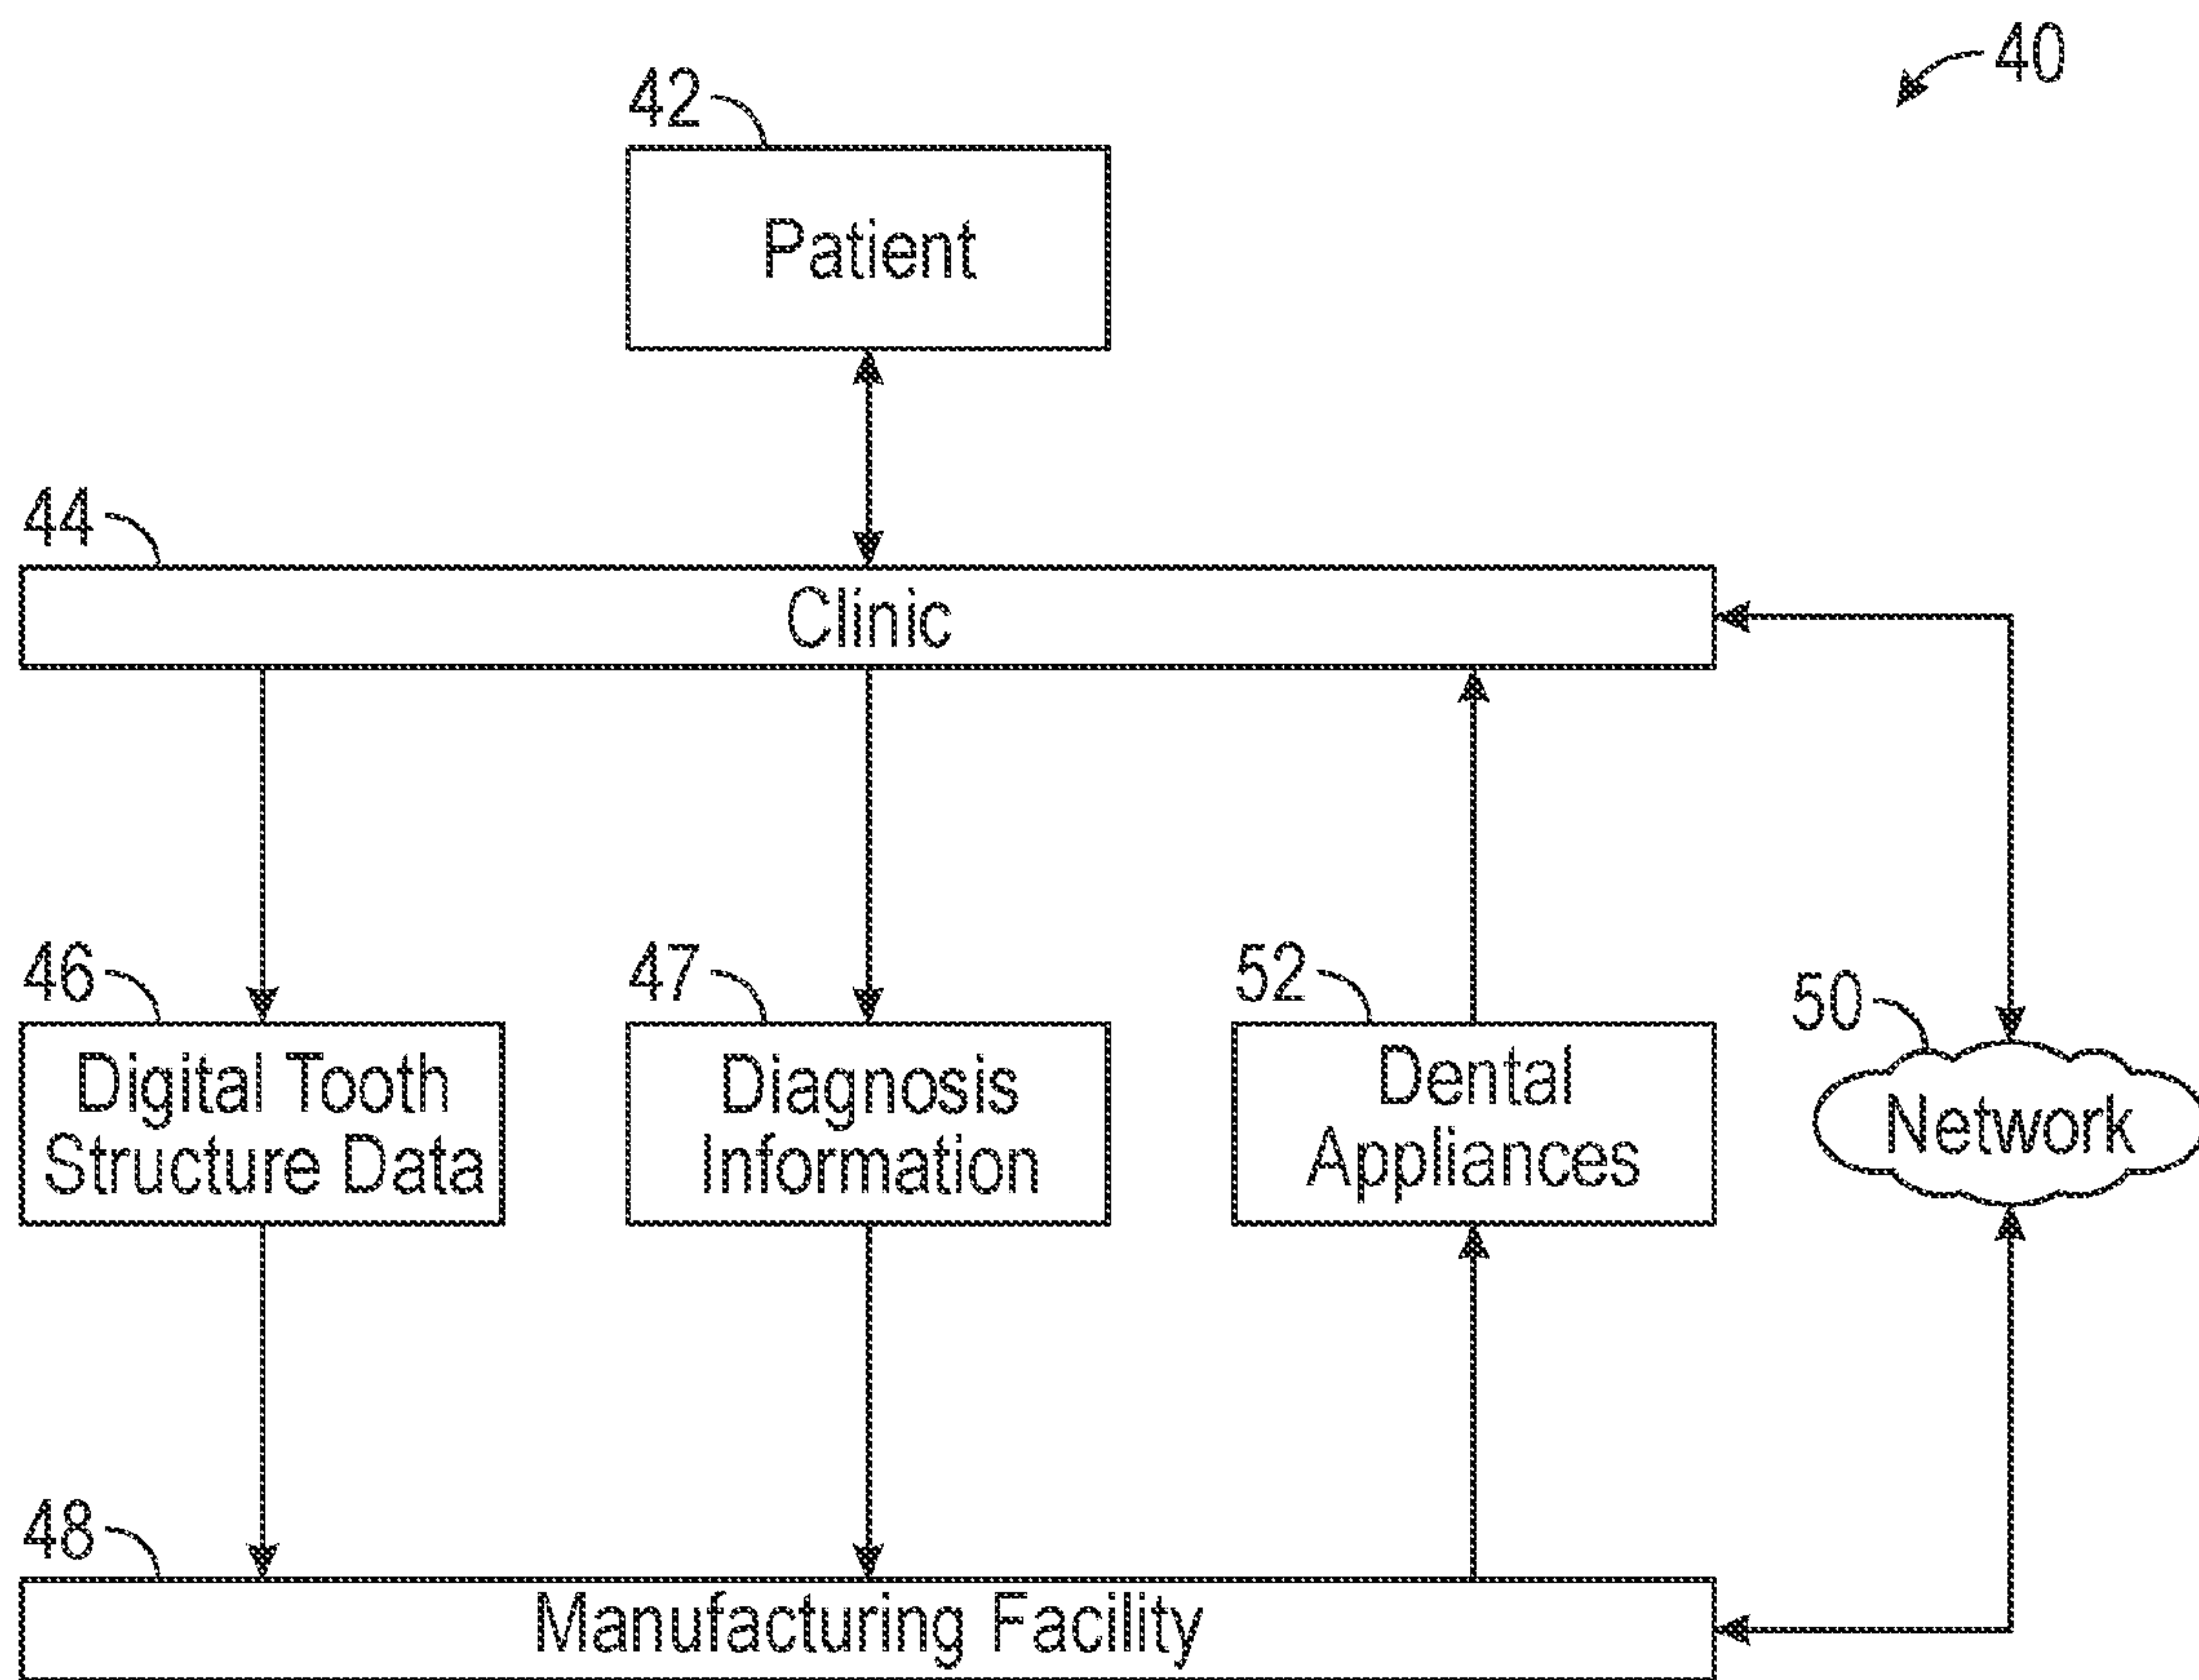 40
42
Patient
44
Clinic
46
47
52
50
Digital Tooth
Structure Data
Diagnosis
Information
Dental
Appliances
Network
48
Manufacturing Facility